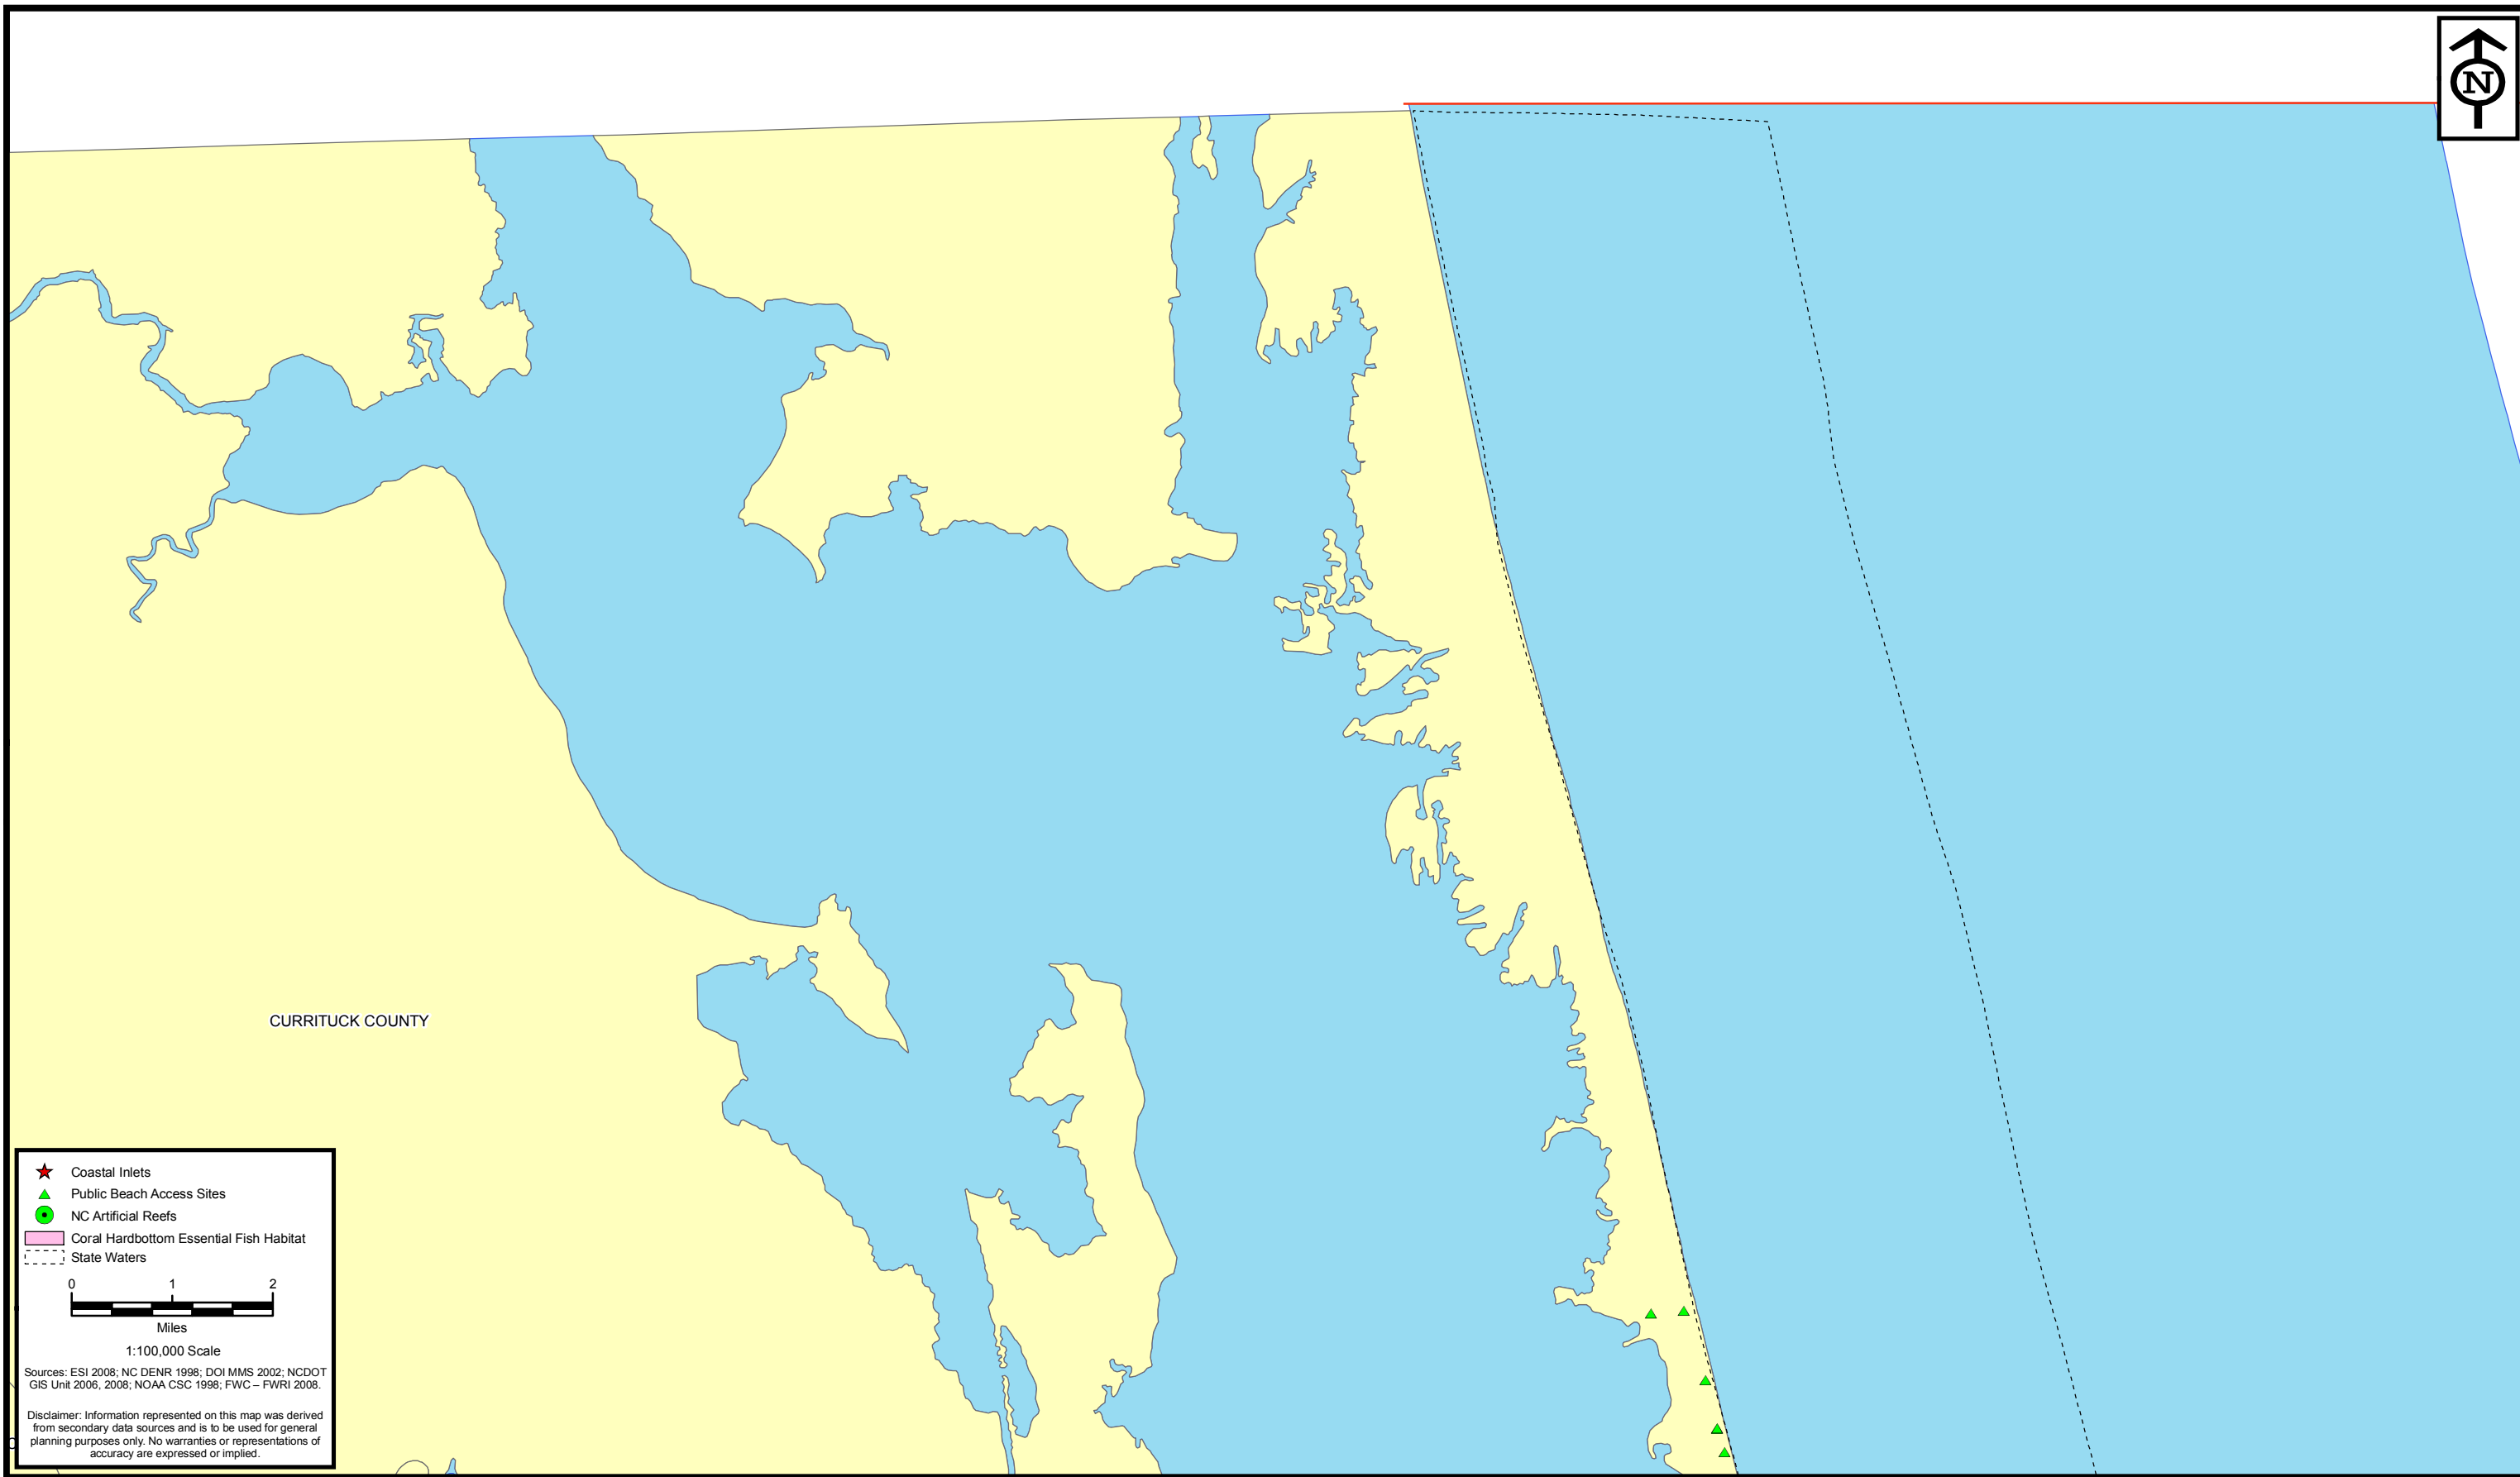 N
CURRITUCK COUNTY
Coastal Inlets
Public Beach Access Sites
NC Artificial Reefs
Coral Hardbottom Essential Fish Habitat
State Waters
0 1 2
Miles
1:100,000 Scale
Sources: ESI 2008; NC DENR 1998; DOI MMS 2002; NCDOT
GIS Unit 2006, 2008; NOAA CSC 1998; FWC – FWRI 2008.
Disclaimer: Information represented on this map was derived
from secondary data sources and is to be used for general
planning purposes only. No warranties or representations of
accuracy are expressed or implied.